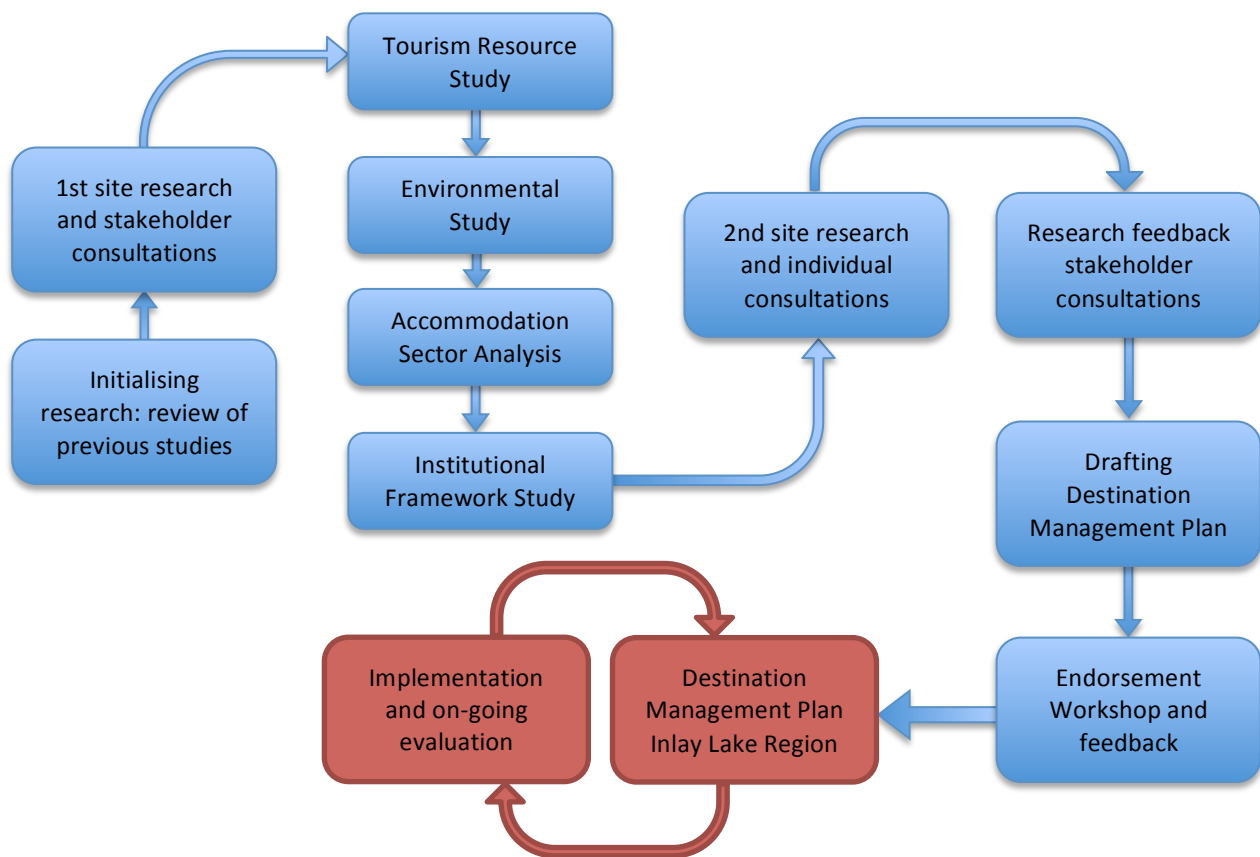 Initialising
research: review of
previous studies
1st site research
and stakeholder
consultations
Tourism Resource
Study
Environmental
Study
Accommodation
Sector Analysis
Institutional
Framework Study
2nd site research
and individual
consultations
Research feedback
stakeholder
consultations
Drafting
Destination
Management Plan
Endorsement
Workshop and
feedback
Destination
Management Plan
Inlay Lake Region
Implementation
and on-going
evaluation